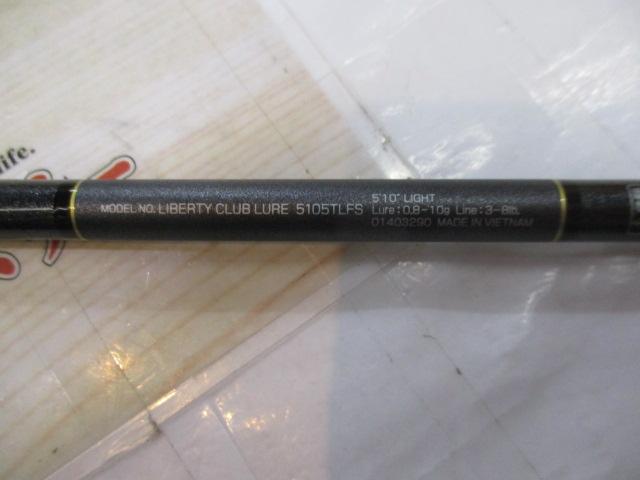 life.
MODEL NO. LIBERTY CLUB LURE 5105TLFS
5'10" LIGHT
Lure:0.8-10g Line:3-8lb.
01403290 MADE IN VIETNAM